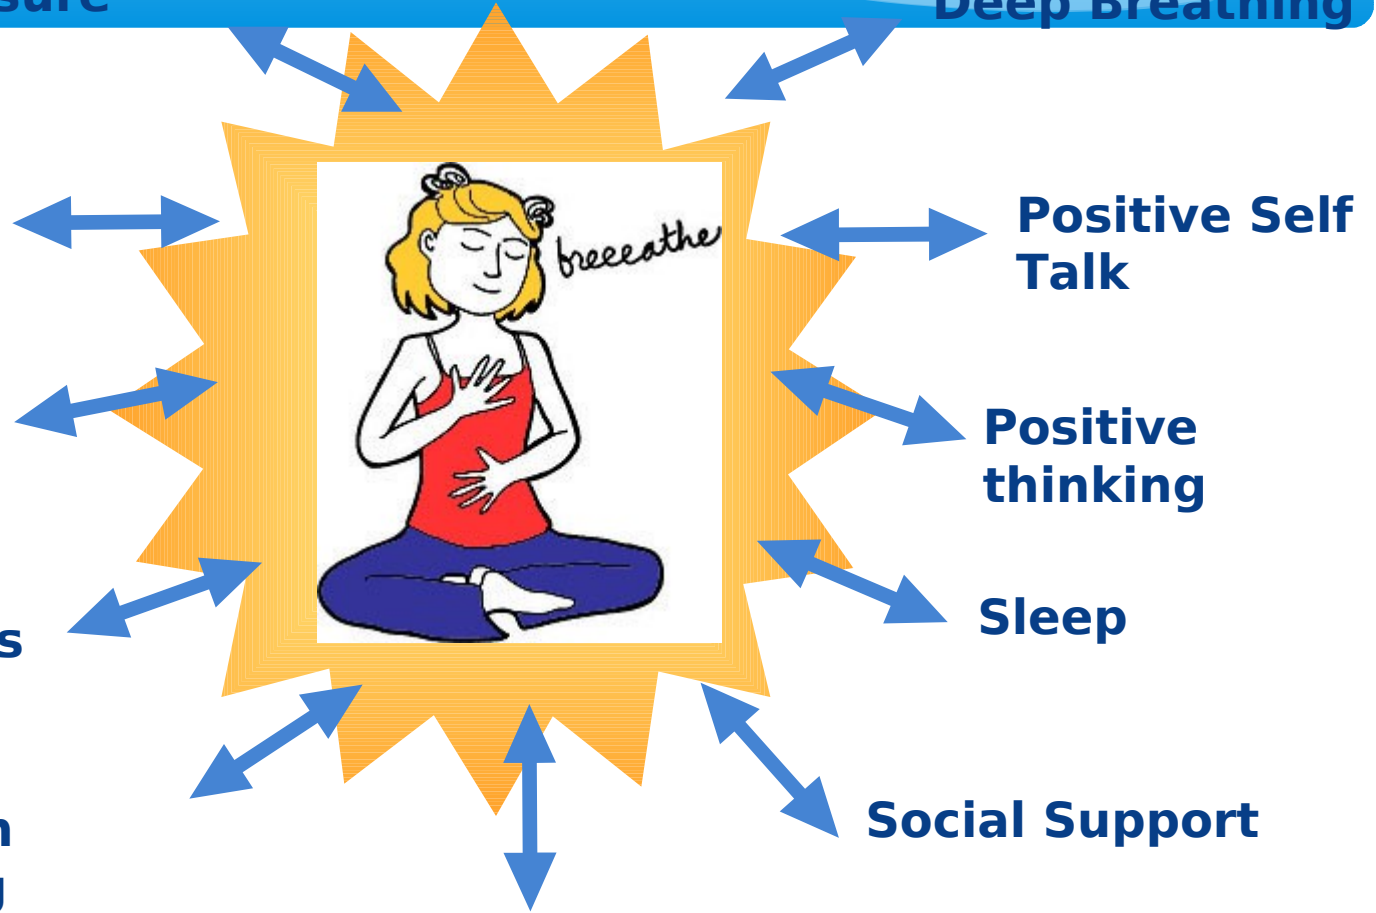 Deep Breathing
breeeathe
Positive Self
Talk
Positive
thinking
Sleep
Social Support